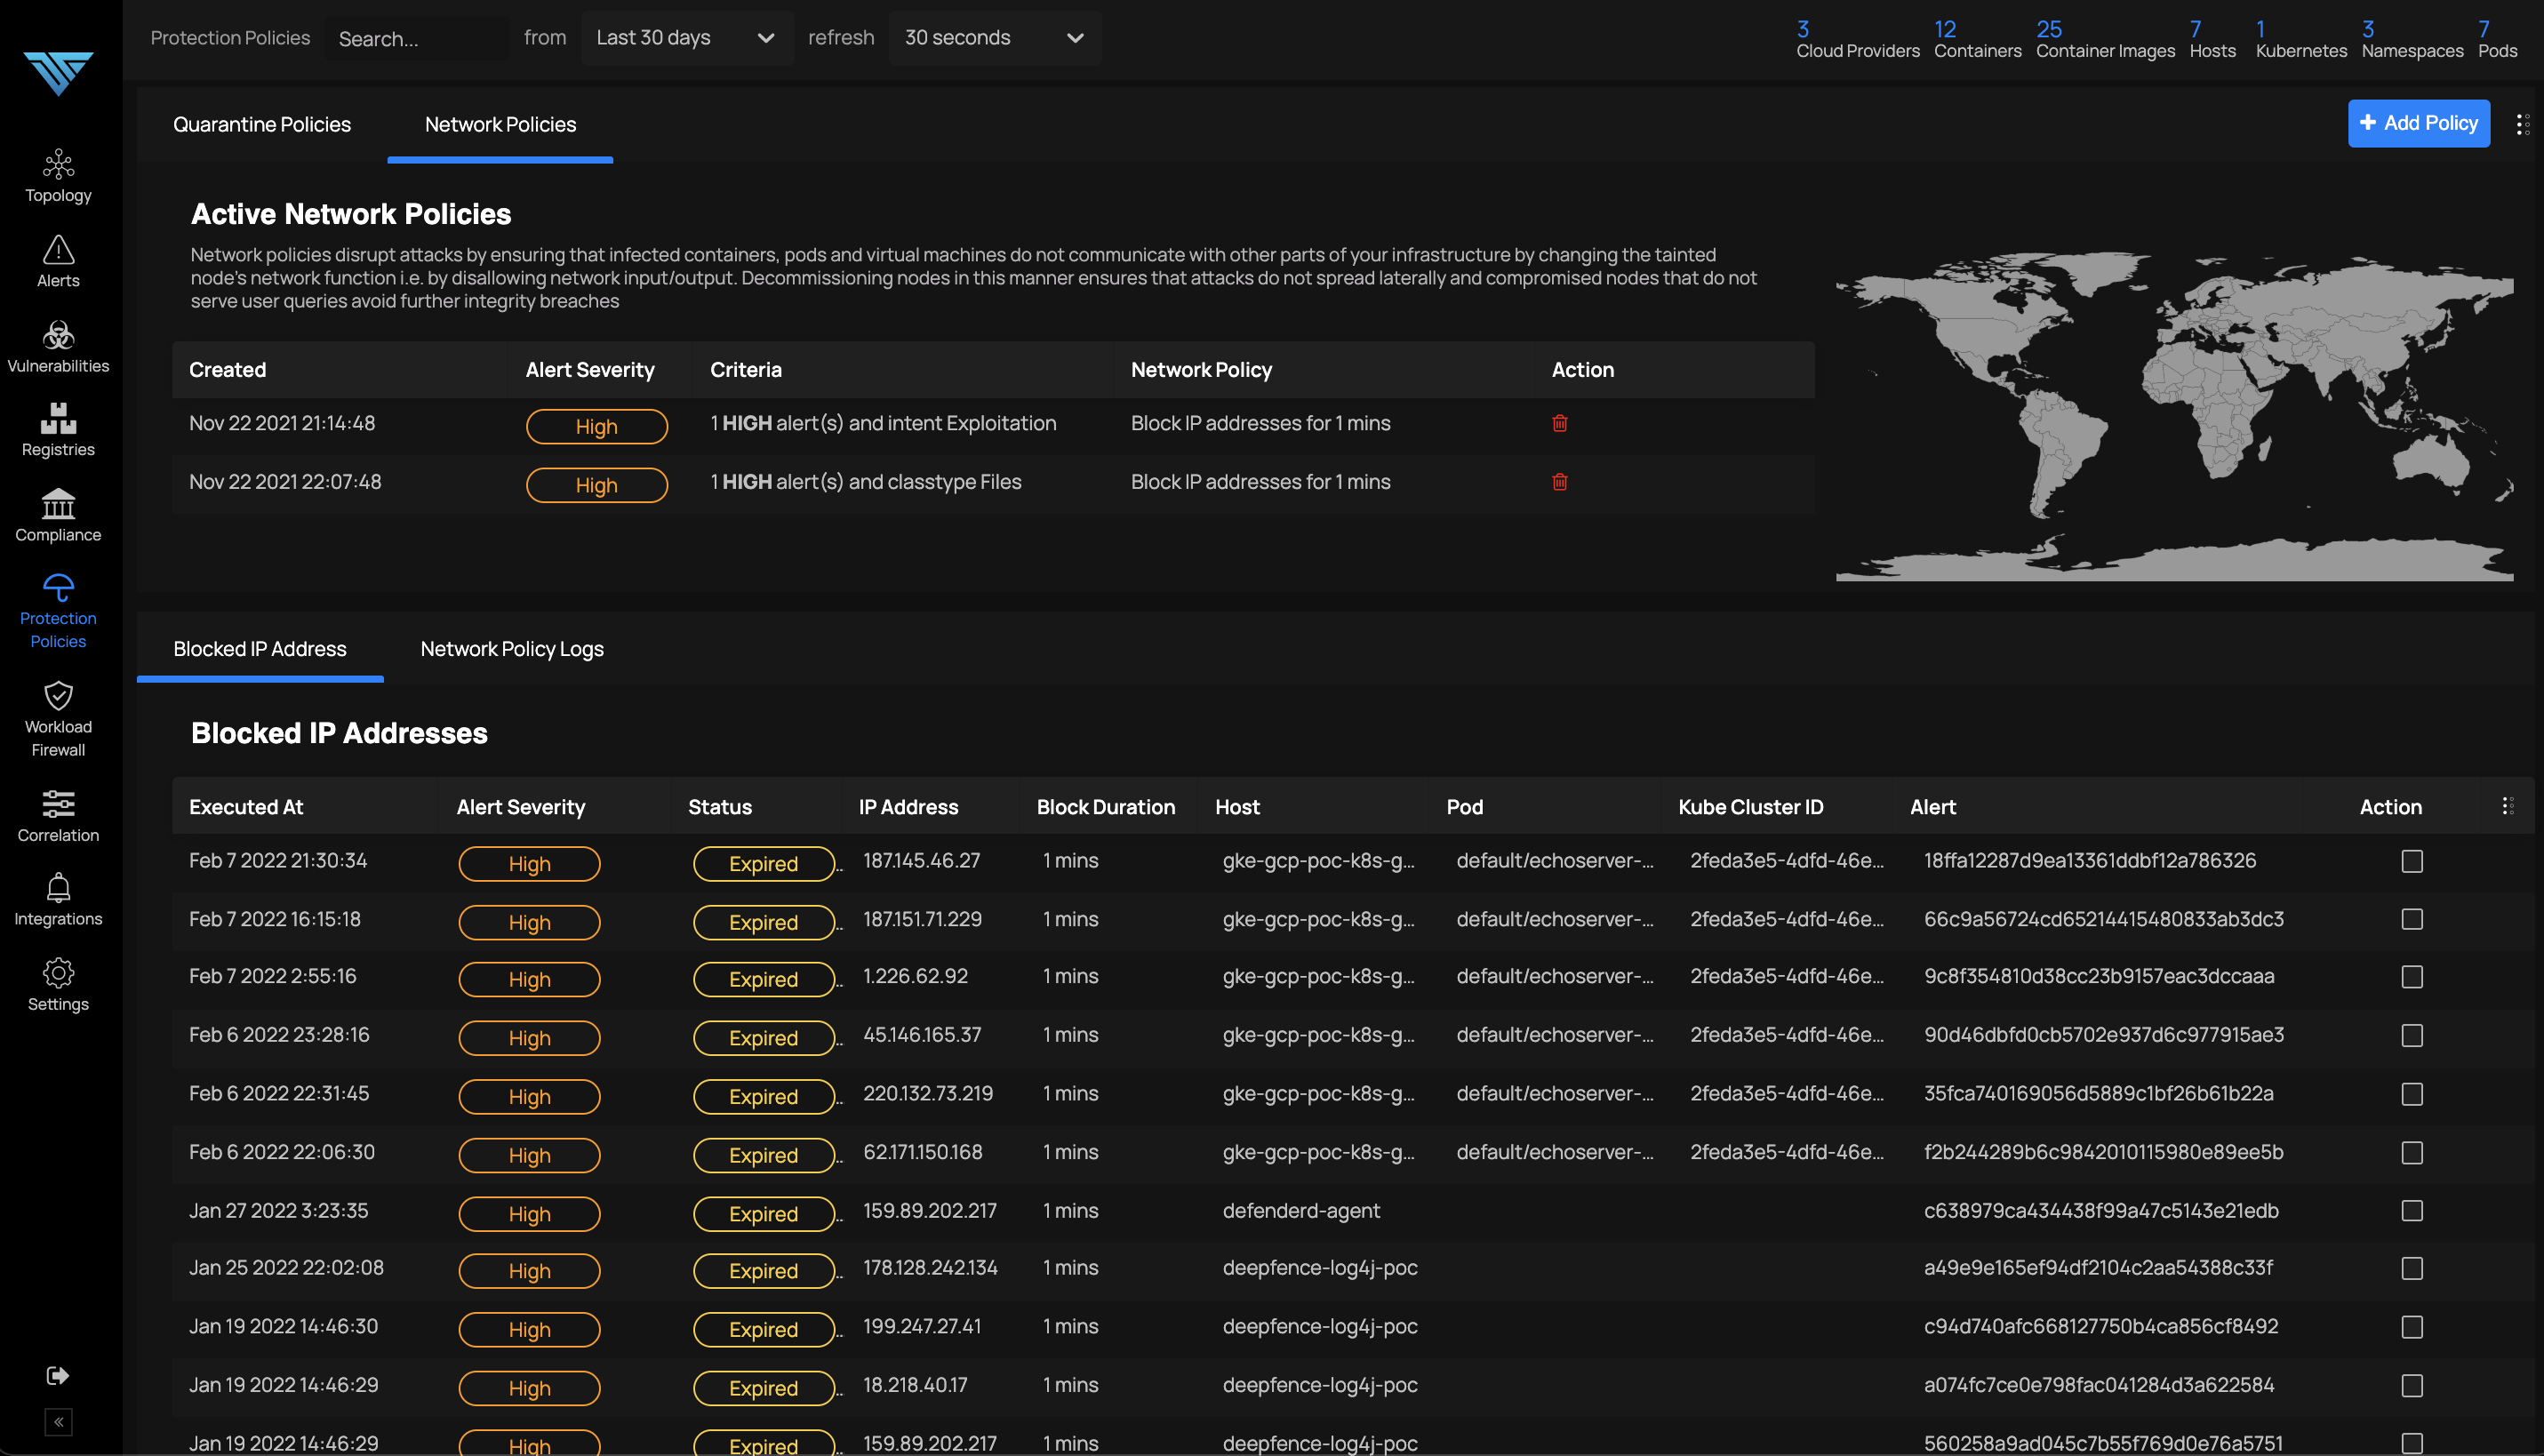 Protection Policies Search... from Last 30 days refresh 30 seconds
3 Cloud Providers 12 Containers 25 Container Images 7 Hosts 1 Kubernetes 3 Namespaces 7 Pods
Topology
Alerts
Vulnerabilities
Registries
Compliance
Protection
Policies
Workload
Firewall
Correlation
Integrations
Settings
Quarantine Policies Network Policies + Add Policy
Active Network Policies
Network policies disrupt attacks by ensuring that infected containers, pods and virtual machines do not communicate with other parts of your infrastructure by changing the tainted
node's network function i.e. by disallowing network input/output. Decommissioning nodes in this manner ensures that attacks do not spread laterally and compromised nodes that do not
serve user queries avoid further integrity breaches
Created Alert Severity Criteria Network Policy Action
Nov 22 2021 21:14:48 High 1 HIGH alert(s) and intent Exploitation Block IP addresses for 1 mins
Nov 22 2021 22:07:48 High 1 HIGH alert(s) and classtype Files Block IP addresses for 1 mins
Blocked IP Address Network Policy Logs
Blocked IP Addresses
Executed At Alert Severity Status IP Address Block Duration Host Pod Kube Cluster ID Alert Action
Feb 7 2022 21:30:34 High Expired... 187.145.46.27 1 mins gke-gcp-poc-k8s-g... default/echoserver-... 2feda3e5-4dfd-46e... 18ffa12287d9ea13361ddbf12a786326
Feb 7 2022 16:15:18 High Expired... 187.151.71.229 1 mins gke-gcp-poc-k8s-g... default/echoserver-... 2feda3e5-4dfd-46e... 66c9a56724cd65214415480833ab3dc3
Feb 7 2022 2:55:16 High Expired... 1.226.62.92 1 mins gke-gcp-poc-k8s-g... default/echoserver-... 2feda3e5-4dfd-46e... 9c8f354810d38cc23b9157eac3dccaaa
Feb 6 2022 23:28:16 High Expired... 45.146.165.37 1 mins gke-gcp-poc-k8s-g... default/echoserver-... 2feda3e5-4dfd-46e... 90d46dbfd0cb5702e937d6c977915ae3
Feb 6 2022 22:31:45 High Expired... 220.132.73.219 1 mins gke-gcp-poc-k8s-g... default/echoserver-... 2feda3e5-4dfd-46e... 35fca740169056d5889c1bf26b61b22a
Feb 6 2022 22:06:30 High Expired... 62.171.150.168 1 mins gke-gcp-poc-k8s-g... default/echoserver-... 2feda3e5-4dfd-46e... f2b244289b6c9842010115980e89ee5b
Jan 27 2022 3:23:35 High Expired... 159.89.202.217 1 mins defenderd-agent c638979ca434438f99a47c5143e21edb
Jan 25 2022 22:02:08 High Expired... 178.128.242.134 1 mins deepfence-log4j-poc a49e9e165ef94df2104c2aa54388c33f
Jan 19 2022 14:46:30 High Expired... 199.247.27.41 1 mins deepfence-log4j-poc c94d740afc668127750b4ca856cf8492
Jan 19 2022 14:46:29 High Expired... 18.218.40.17 1 mins deepfence-log4j-poc a074fc7ce0e798fac041284d3a622584
Jan 19 2022 14:46:29 High Expired 159.89.202.217 1 mins deepfence-log4j-poc 560258a9ad045c7b55f769d0e76a5751